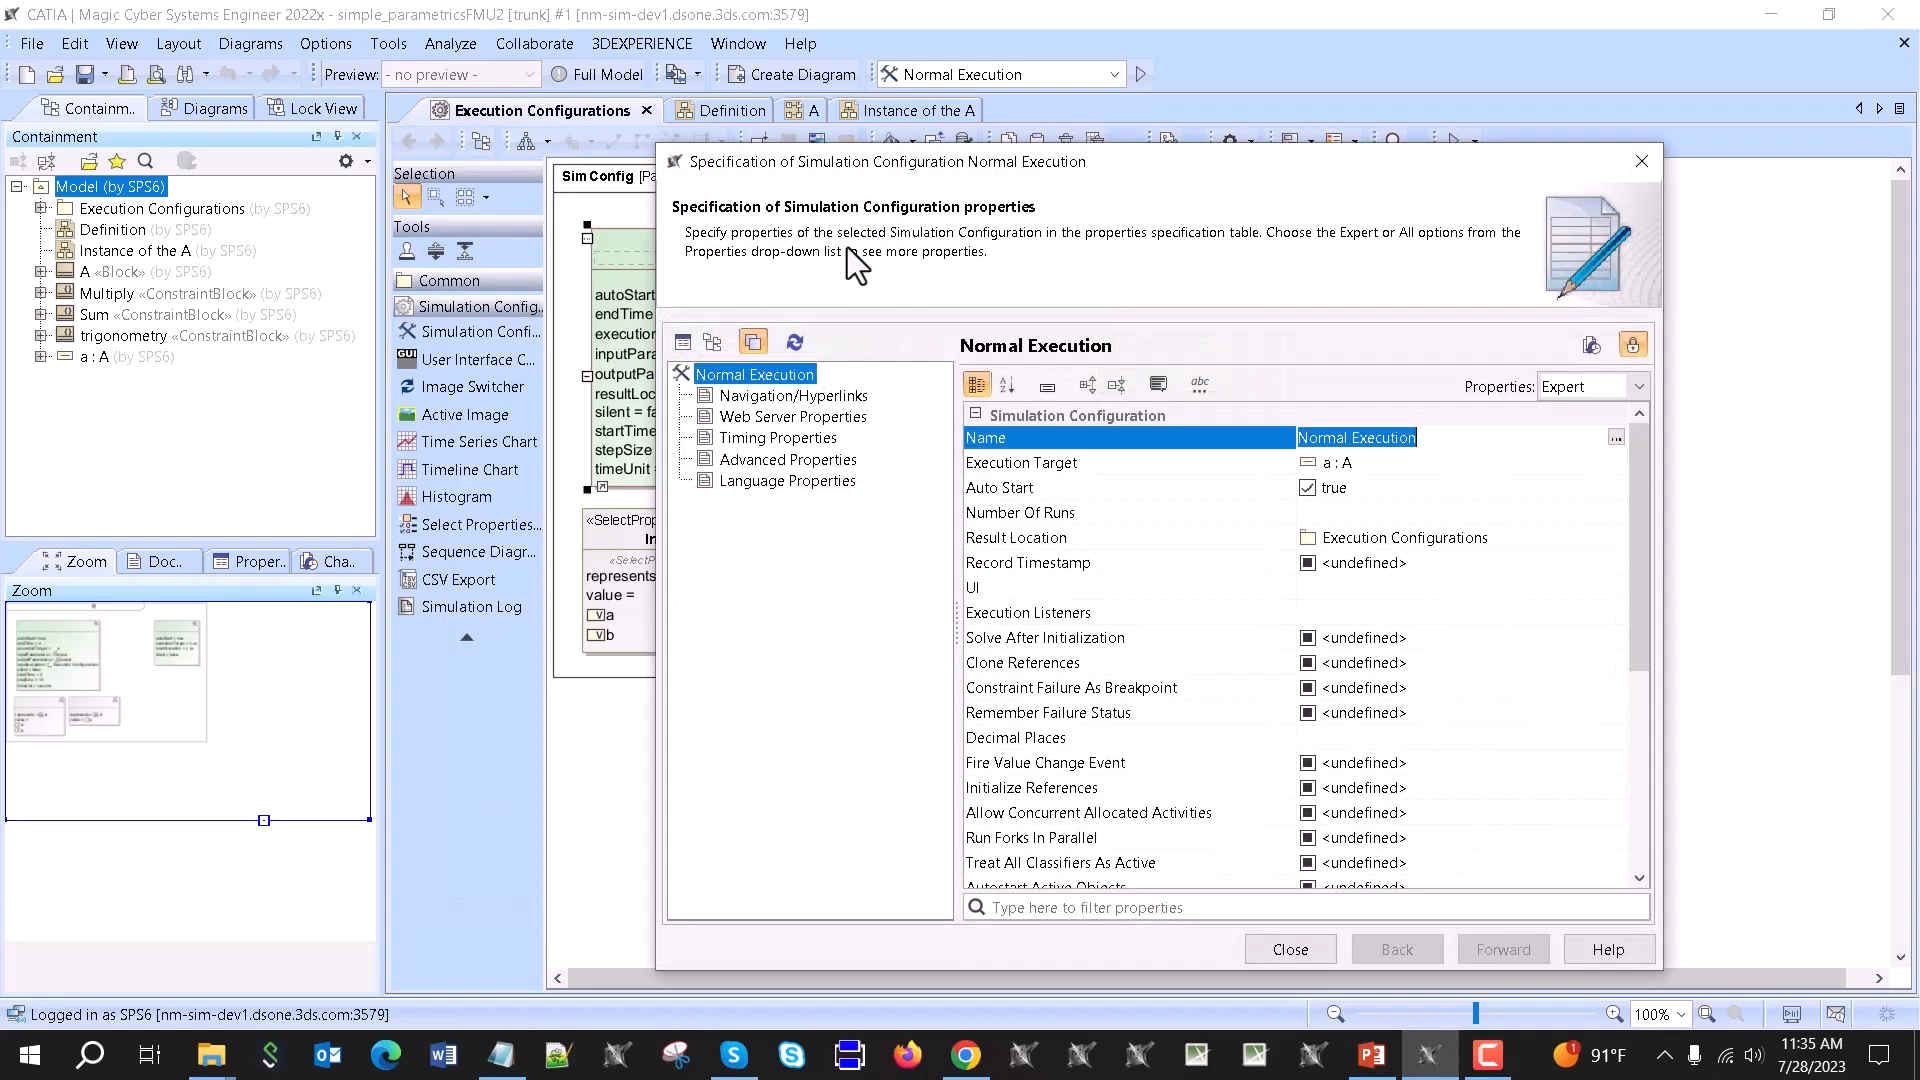 CATIA | Magic Cyber Systems Engineer 2022x - simple_parametricsFMU2 [trunk] #1 [nm-sim-dev1.dsone.3ds.com:3579]
File Edit View Layout Diagrams Options Tools Analyze Collaborate 3DEXPERIENCE Window Help
Preview: - no preview - Full Model Create Diagram Normal Execution
Containm.. Diagrams Lock View
Execution Configurations Definition A Instance of the A
Containment
Model (by SPS6)
Execution Configurations (by SPS6)
Definition (by SPS6)
Instance of the A (by SPS6)
A «Block» (by SPS6)
Multiply «ConstraintBlock» (by SPS6)
Sum «ConstraintBlock» (by SPS6)
trigonometry «ConstraintBlock» (by SPS6)
a : A (by SPS6)
Zoom Doc.. Proper.. Cha..
Zoom
Selection
Tools
Common
Simulation Config..
Simulation Confi...
GUI User Interface C...
Image Switcher
Active Image
Time Series Chart
Timeline Chart
Histogram
Select Properties...
Sequence Diagr...
CSV Export
Simulation Log
Sim Config [Pa
autoStart
endTime
execution
inputPara
outputPa
resultLoc
silent = fa
startTime
stepSize
timeUnit =
«SelectProp
In
«SelectP
represents
value =
V a
V b
Specification of Simulation Configuration Normal Execution
Specification of Simulation Configuration properties
Specify properties of the selected Simulation Configuration in the properties specification table. Choose the Expert or All options from the
Properties drop-down list see more properties.
Normal Execution
Navigation/Hyperlinks
Web Server Properties
Timing Properties
Advanced Properties
Language Properties
Normal Execution
Properties: Expert
Simulation Configuration
Name Normal Execution ...
Execution Target a : A
Auto Start true
Number Of Runs
Result Location Execution Configurations
Record Timestamp <undefined>
UI
Execution Listeners
Solve After Initialization <undefined>
Clone References <undefined>
Constraint Failure As Breakpoint <undefined>
Remember Failure Status <undefined>
Decimal Places
Fire Value Change Event <undefined>
Initialize References <undefined>
Allow Concurrent Allocated Activities <undefined>
Run Forks In Parallel <undefined>
Treat All Classifiers As Active <undefined>
Autostart Active Objects <undefined>
Type here to filter properties
Close Back Forward Help
Logged in as SPS6 [nm-sim-dev1.dsone.3ds.com:3579]
100%
91°F
11:35 AM
7/28/2023